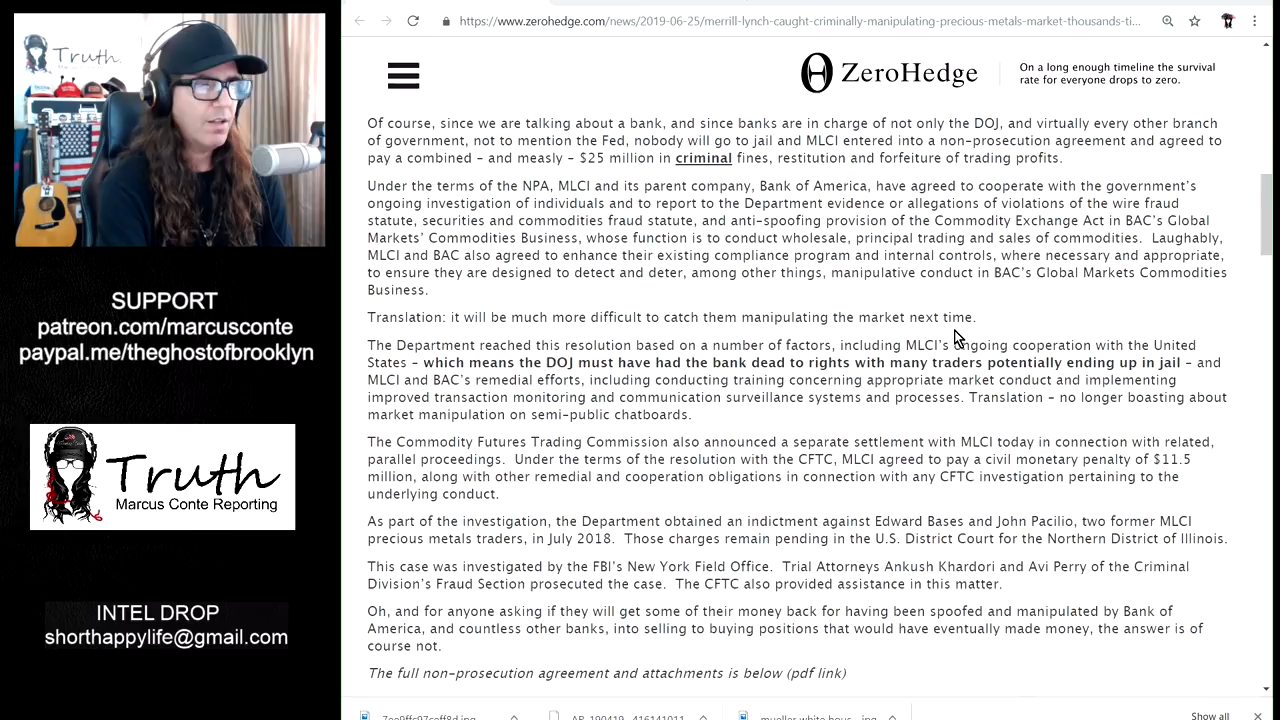 Truth.
SUPPORT
patreon.com/marcusconte
paypal.me/theghostofbrooklyn
Truth
Marcus Conte Reporting
INTEL DROP
shorthappylife@gmail.com
https://www.zerohedge.com/news/2019-06-25/merrill-lynch-caught-criminally-manipulating-precious-metals-market-thousands-ti...
ZeroHedge
On a long enough timeline the survival
rate for everyone drops to zero.
Of course, since we are talking about a bank, and since banks are in charge of not only the DOJ, and virtually every other branch
of government, not to mention the Fed, nobody will go to jail and MLCI entered into a non-prosecution agreement and agreed to
pay a combined – and measly – $25 million in criminal fines, restitution and forfeiture of trading profits.
Under the terms of the NPA, MLCI and its parent company, Bank of America, have agreed to cooperate with the government's
ongoing investigation of individuals and to report to the Department evidence or allegations of violations of the wire fraud
statute, securities and commodities fraud statute, and anti-spoofing provision of the Commodity Exchange Act in BAC's Global
Markets' Commodities Business, whose function is to conduct wholesale, principal trading and sales of commodities. Laughably,
MLCI and BAC also agreed to enhance their existing compliance program and internal controls, where necessary and appropriate,
to ensure they are designed to detect and deter, among other things, manipulative conduct in BAC's Global Markets Commodities
Business.
Translation: it will be much more difficult to catch them manipulating the market next time.
The Department reached this resolution based on a number of factors, including MLCI's ongoing cooperation with the United
States – which means the DOJ must have had the bank dead to rights with many traders potentially ending up in jail – and
MLCI and BAC's remedial efforts, including conducting training concerning appropriate market conduct and implementing
improved transaction monitoring and communication surveillance systems and processes. Translation – no longer boasting about
market manipulation on semi-public chatboards.
The Commodity Futures Trading Commission also announced a separate settlement with MLCI today in connection with related,
parallel proceedings. Under the terms of the resolution with the CFTC, MLCI agreed to pay a civil monetary penalty of $11.5
million, along with other remedial and cooperation obligations in connection with any CFTC investigation pertaining to the
underlying conduct.
As part of the investigation, the Department obtained an indictment against Edward Bases and John Pacilio, two former MLCI
precious metals traders, in July 2018. Those charges remain pending in the U.S. District Court for the Northern District of Illinois.
This case was investigated by the FBI's New York Field Office. Trial Attorneys Ankush Khardori and Avi Perry of the Criminal
Division's Fraud Section prosecuted the case. The CFTC also provided assistance in this matter.
Oh, and for anyone asking if they will get some of their money back for having been spoofed and manipulated by Bank of
America, and countless other banks, into selling to buying positions that would have eventually made money, the answer is of
course not.
The full non-prosecution agreement and attachments is below (pdf link)
Show all